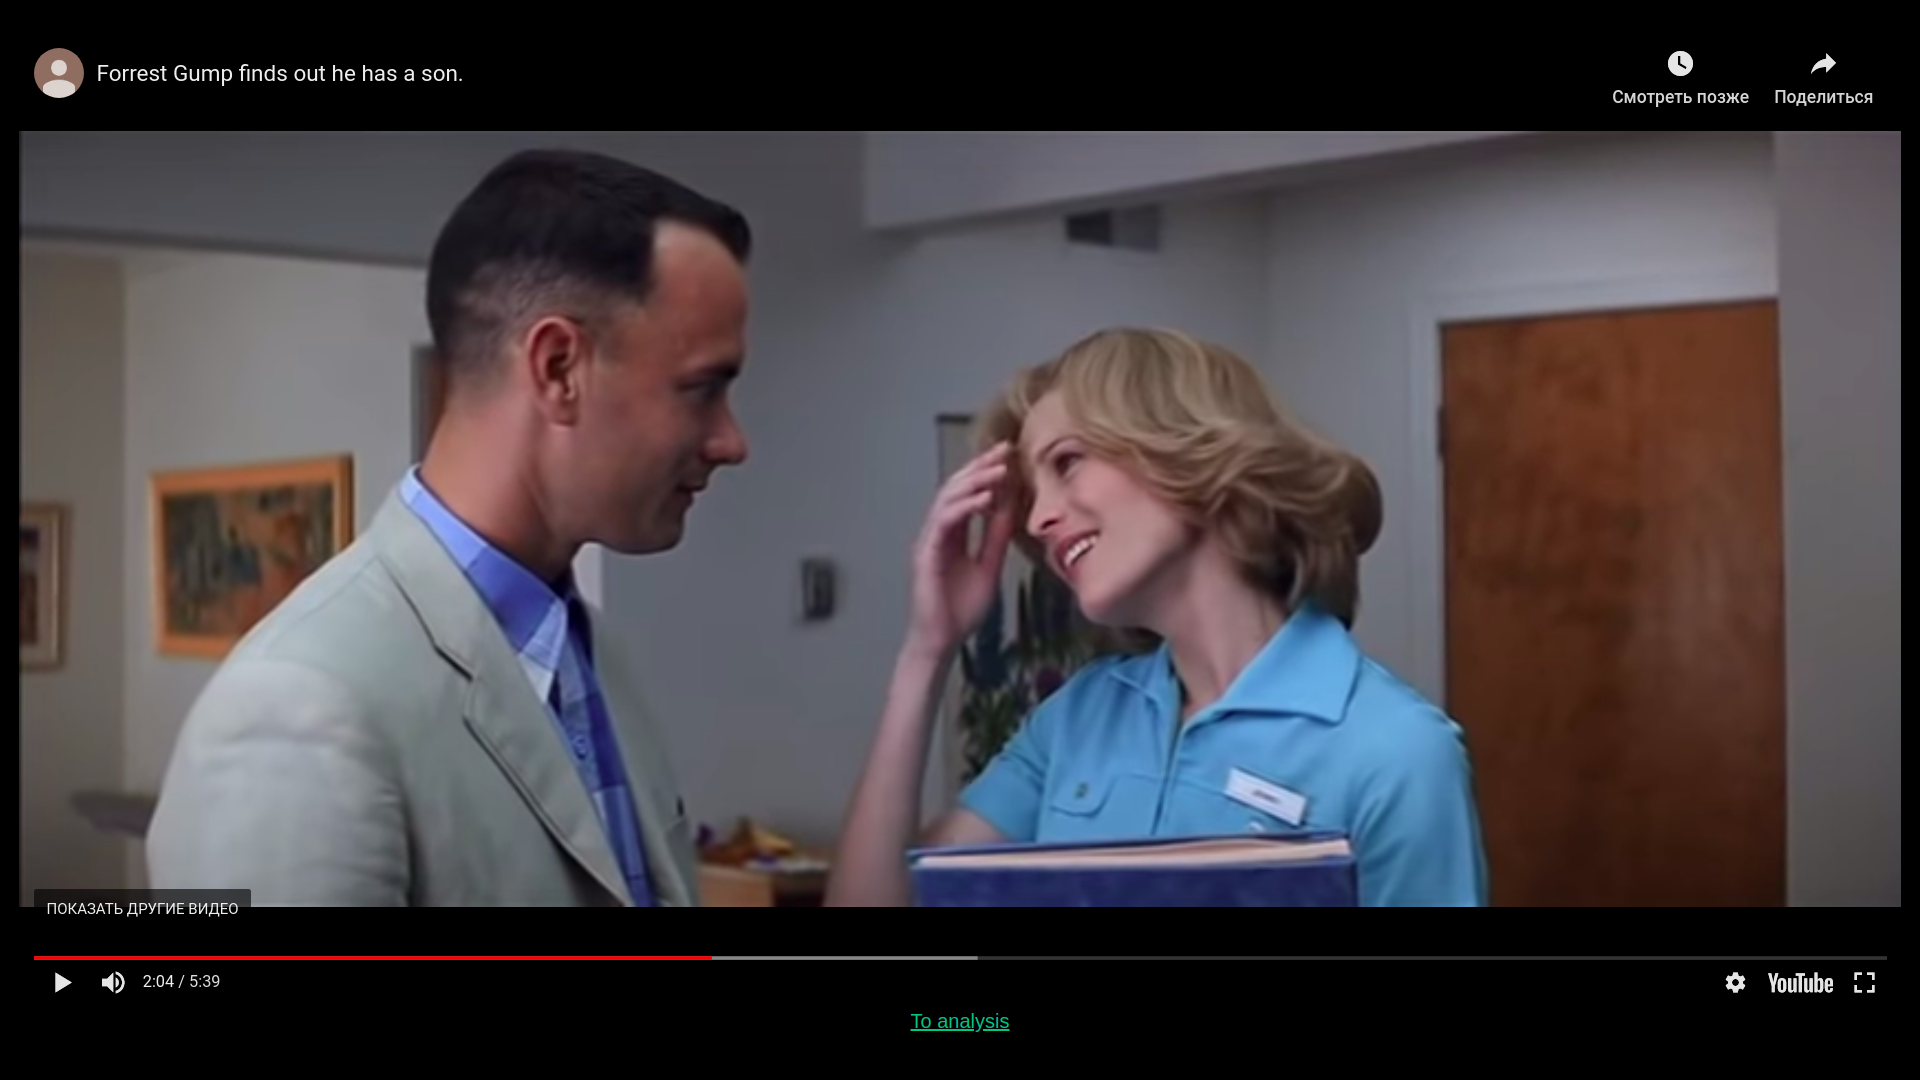 Forrest Gump finds out he has a son.
Смотреть позже
Поделиться
ПОКАЗАТЬ ДРУГИЕ ВИДЕО
2:04 / 5:39
YouTube
To analysis